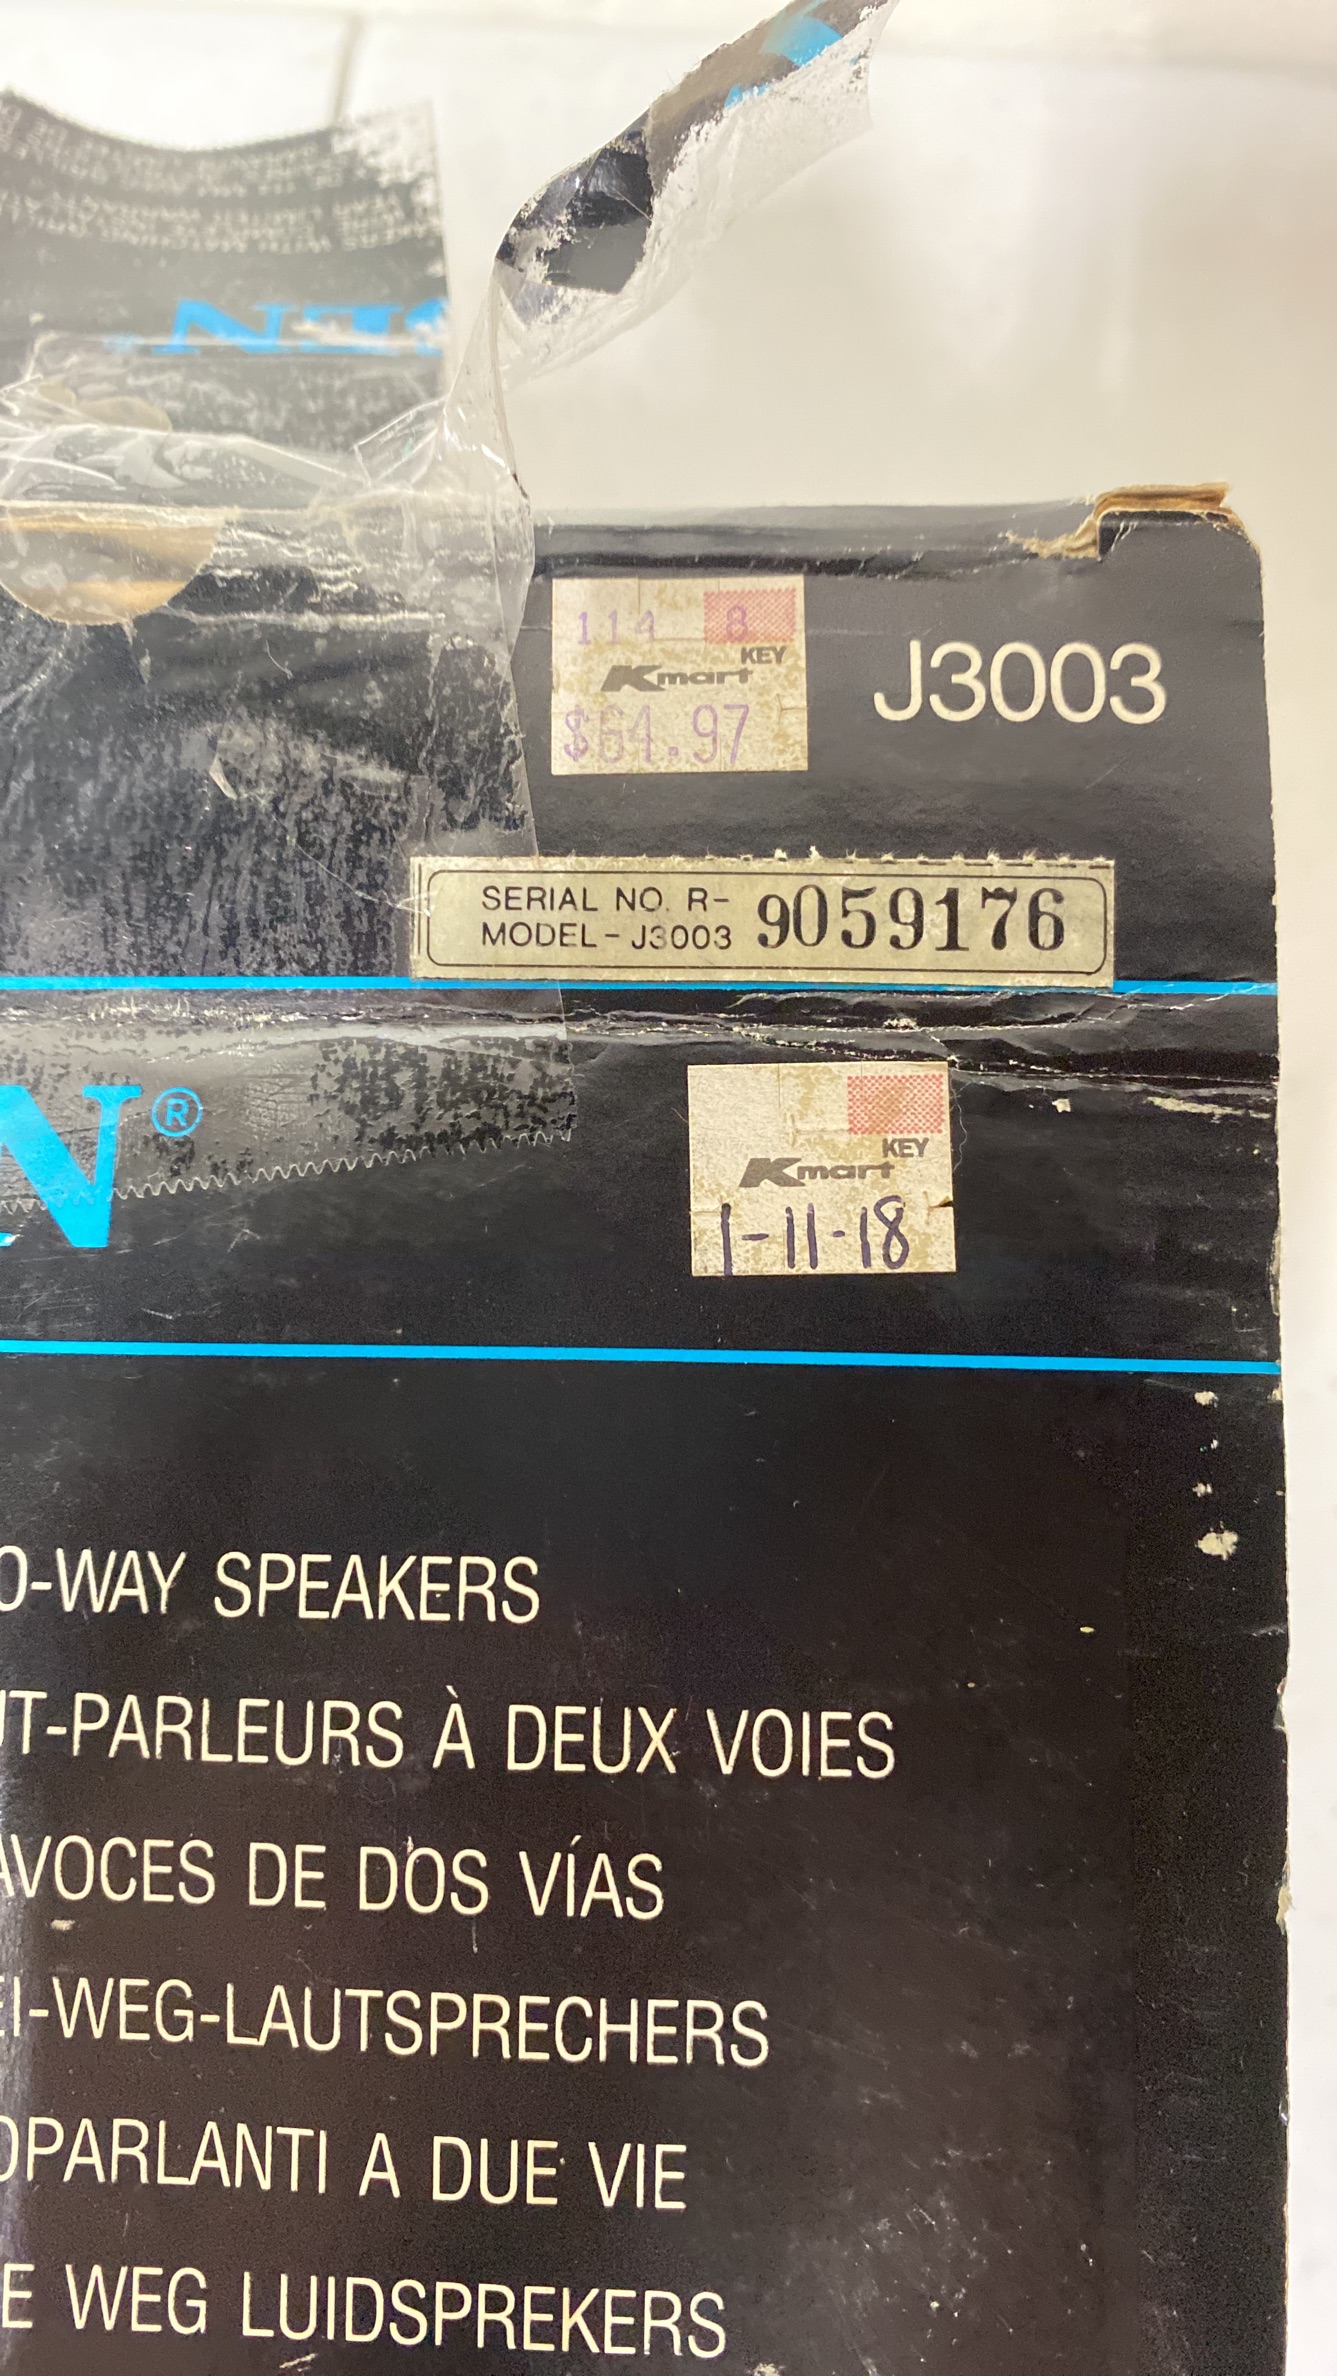 114 8
KEY
Kmart
$64.97
J3003
SERIAL NO. R-
MODEL-J3003
9059176
N®
KEY
Kmart
1-11-18
O-WAY SPEAKERS
UT-PARLEURS À DEUX VOIES
AVOCES DE DOS VÍAS
EI-WEG-LAUTSPRECHERS
OPARLANTI A DUE VIE
E WEG LUIDSPREKERS